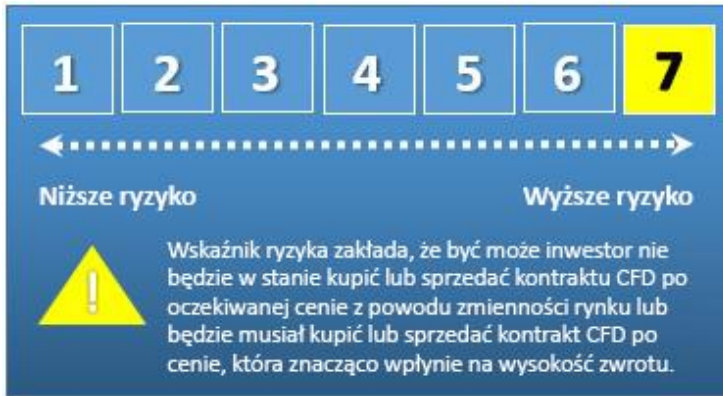 1 2 3 4 5 6 7
Niższe ryzyko Wyższe ryzyko
! Wskaźnik ryzyka zakłada, że być może inwestor nie
będzie w stanie kupić lub sprzedać kontraktu CFD po
oczekiwanej cenie z powodu zmienności rynku lub
będzie musiał kupić lub sprzedać kontrakt CFD po
cenie, która znacząco wpłynie na wysokość zwrotu.